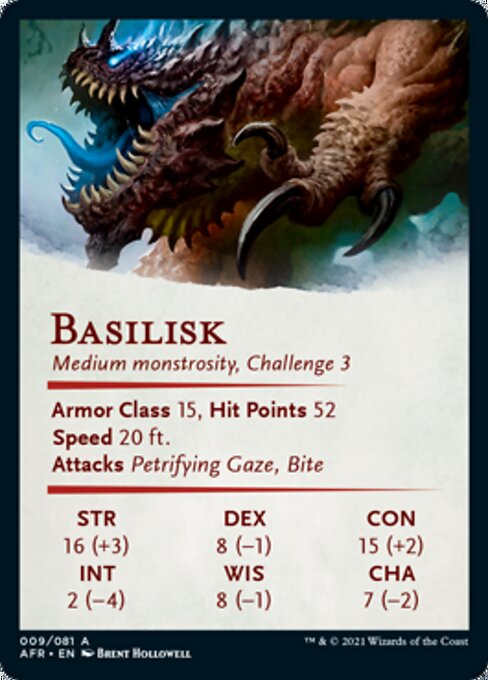 BASILISK
Medium monstrosity, Challenge 3
Armor Class 15, Hit Points 52
Speed 20 ft.
Attacks Petrifying Gaze, Bite
STR DEX CON
16 (+3) 8 (–1) 15 (+2)
INT WIS CHA
2 (–4) 8 (–1) 7 (–2)
009/081 A ™ & © 2021 Wizards of the Coast
AFR • EN BRENT HOLLOWELL